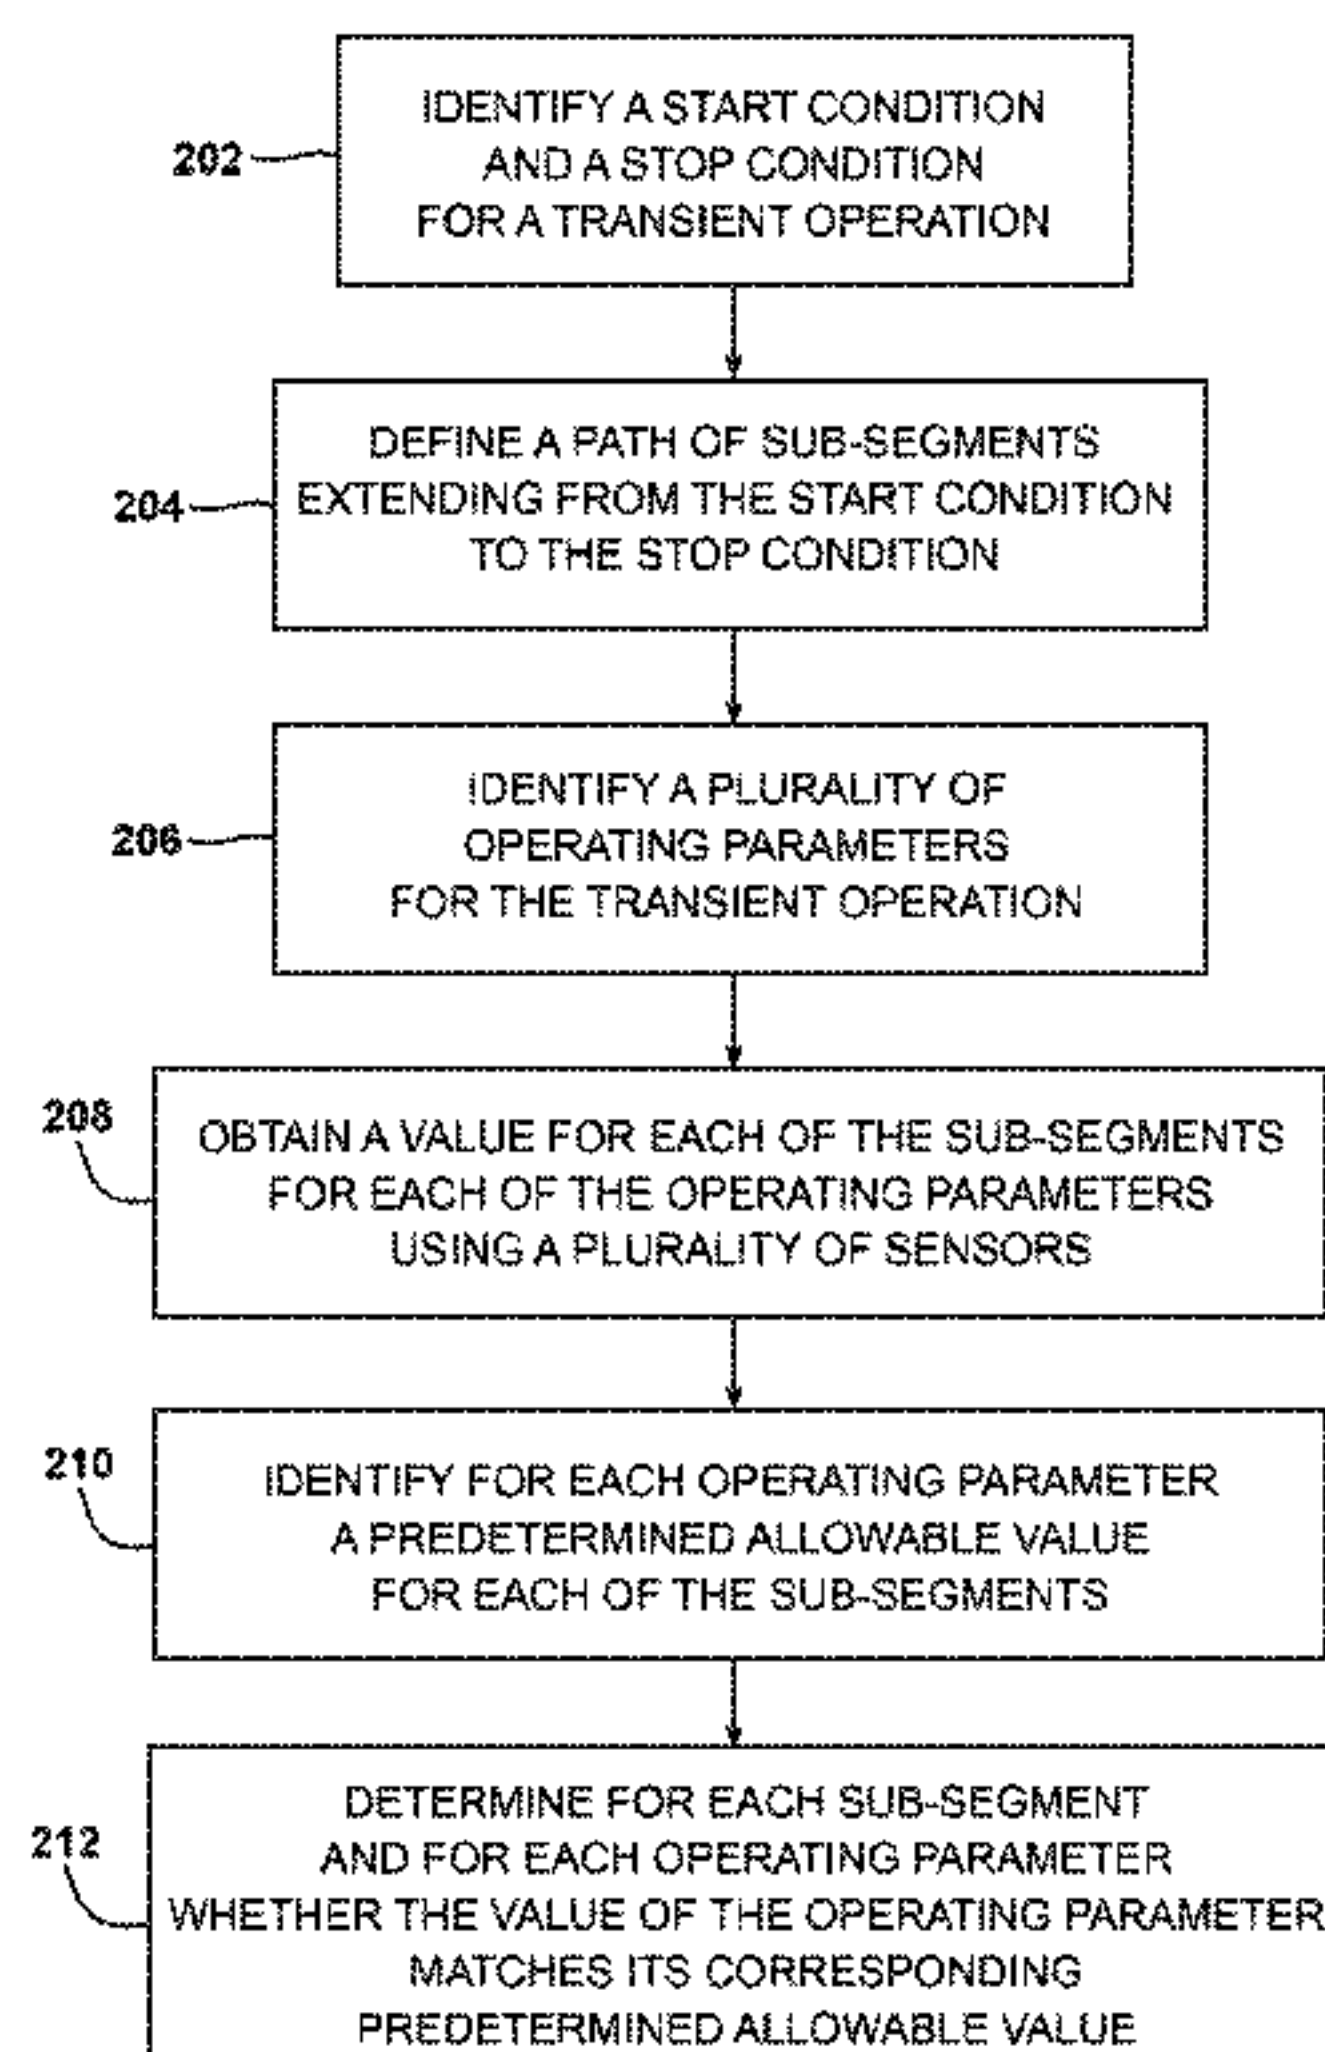 202
IDENTIFY A START CONDITION
AND A STOP CONDITION
FOR A TRANSIENT OPERATION
204
DEFINE A PATH OF SUB-SEGMENTS
EXTENDING FROM THE START CONDITION
TO THE STOP CONDITION
206
IDENTIFY A PLURALITY OF
OPERATING PARAMETERS
FOR THE TRANSIENT OPERATION
208
OBTAIN A VALUE FOR EACH OF THE SUB-SEGMENTS
FOR EACH OF THE OPERATING PARAMETERS
USING A PLURALITY OF SENSORS
210
IDENTIFY FOR EACH OPERATING PARAMETER
A PREDETERMINED ALLOWABLE VALUE
FOR EACH OF THE SUB-SEGMENTS
212
DETERMINE FOR EACH SUB-SEGMENT
AND FOR EACH OPERATING PARAMETER
WHETHER THE VALUE OF THE OPERATING PARAMETER
MATCHES ITS CORRESPONDING
PREDETERMINED ALLOWABLE VALUE